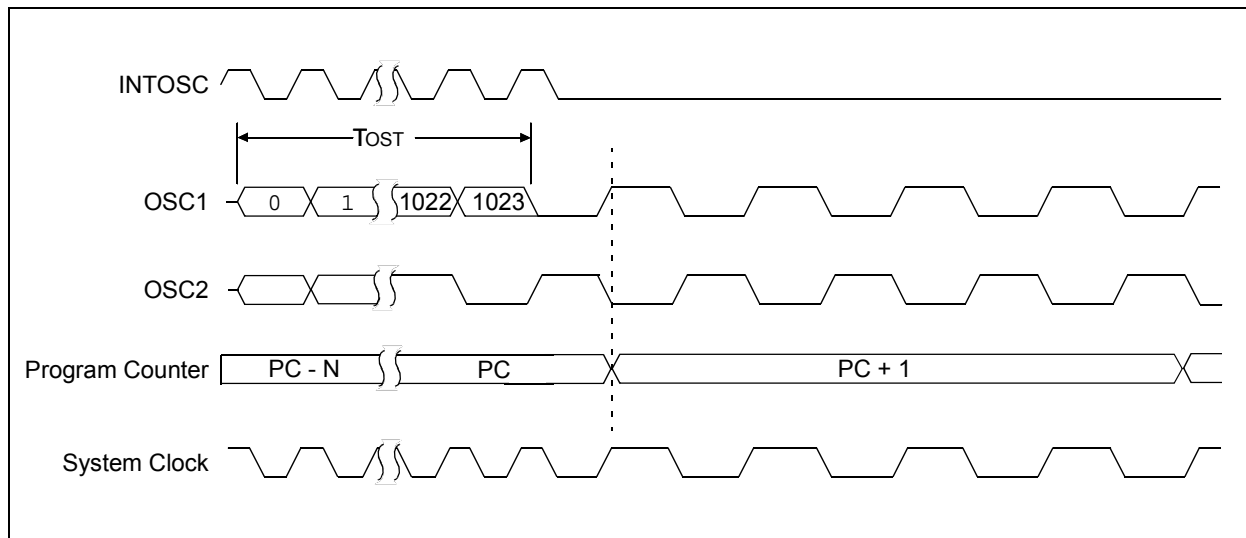 INTOSC
TOST
OSC1 0 1 1022 1023
OSC2
Program Counter PC - N PC PC + 1
System Clock